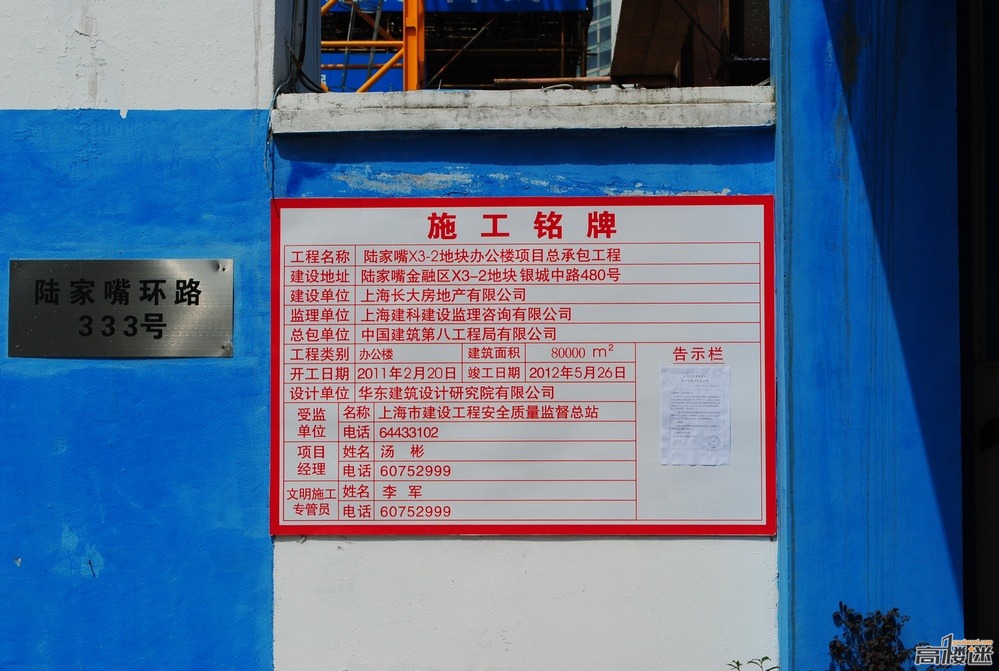 陆家嘴环路
333号
施工铭牌
工程名称 陆家嘴X3-2地块办公楼项目总承包工程
建设地址 陆家嘴金融区X3-2地块 银城中路480号
建设单位 上海长大房地产有限公司
监理单位 上海建科建设监理咨询有限公司
总包单位 中国建筑第八工程局有限公司
工程类别 办公楼 建筑面积 80000 m²
开工日期 2011年2月20日 竣工日期 2012年5月26日
设计单位 华东建筑设计研究院有限公司
受监单位 名称 上海市建设工程安全质量监督总站
电话 64433102
项目经理 姓名 汤 彬
电话 60752999
文明施工专管员 姓名 李 军
电话 60752999
告示栏
高楼迷